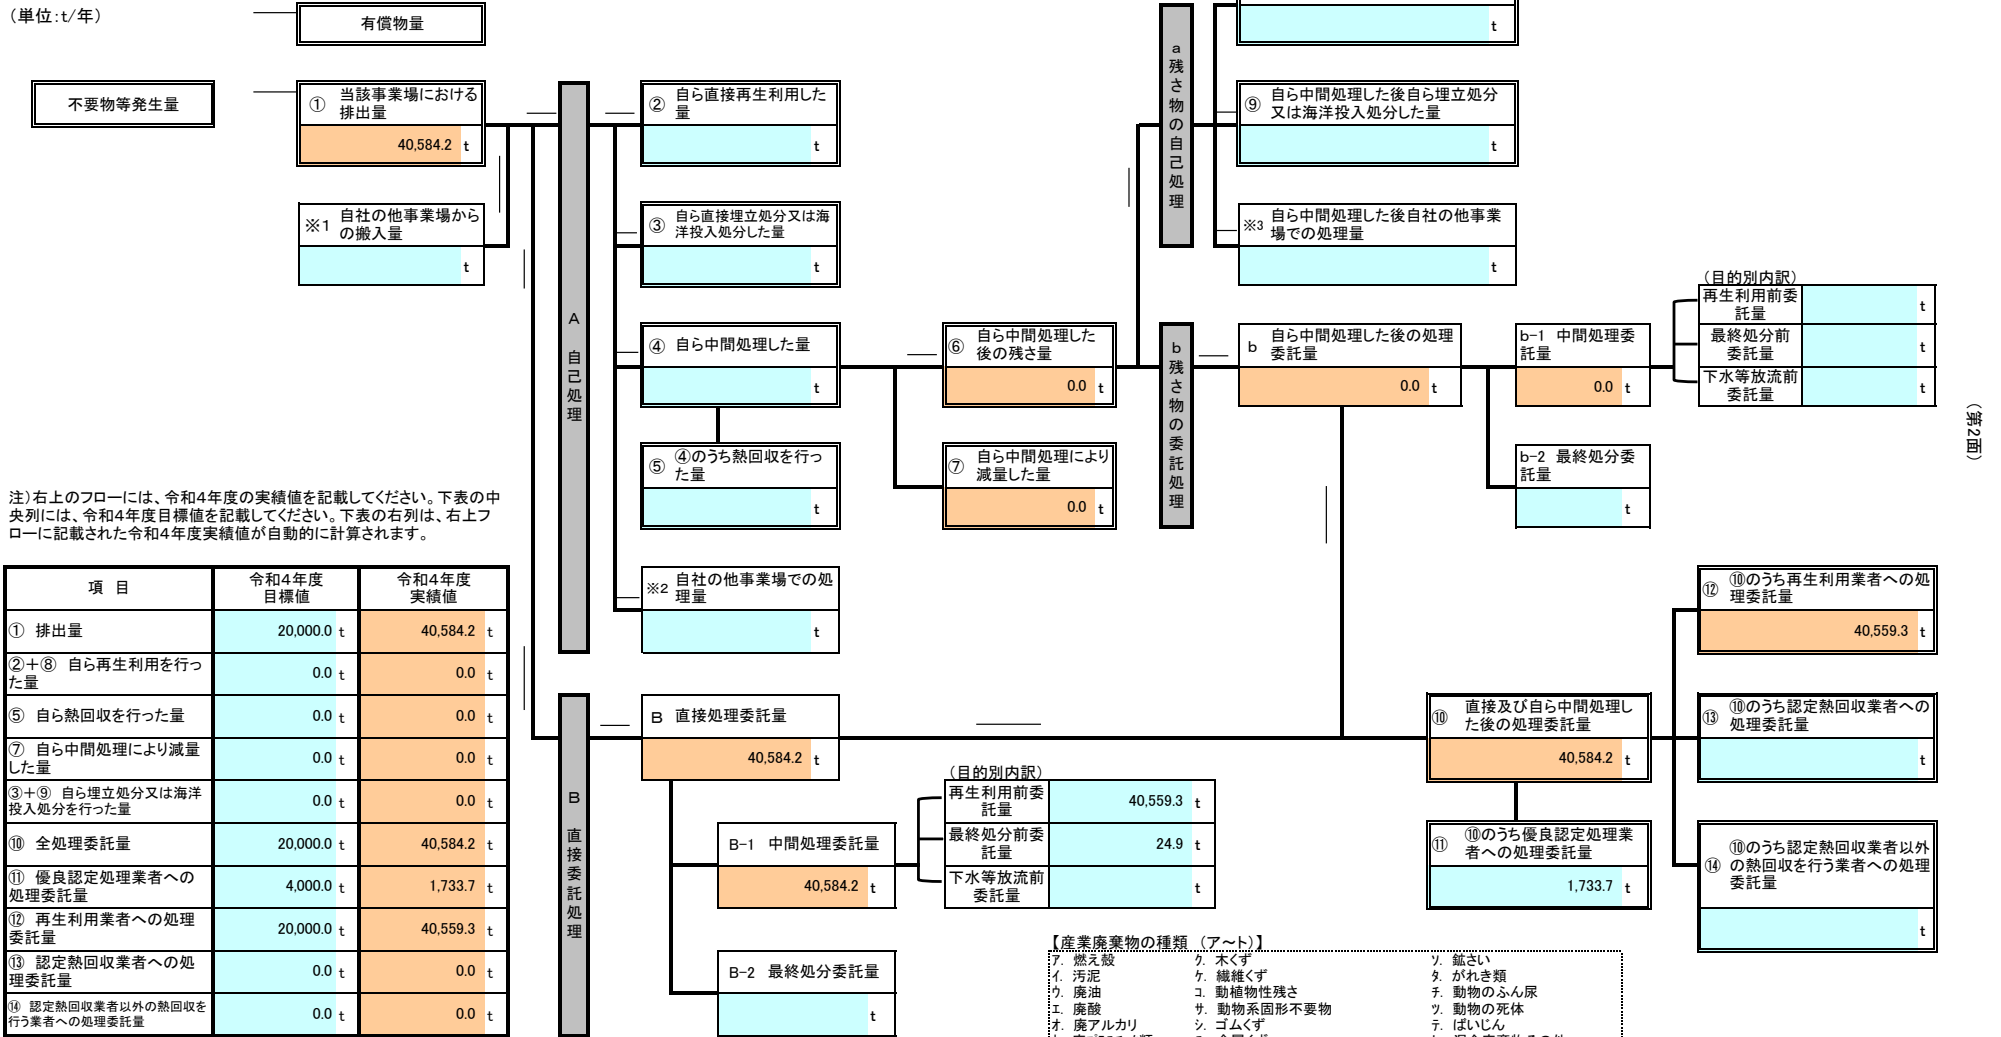 （単位：t/年）
有償物量
t
不要物等発生量
① 当該事業場における
排出量
40,584.2 t
※1 自社の他事業場から
の搬入量
t
A 自己処理
② 自ら直接再生利用した
量
t
③ 自ら直接埋立処分又は海
洋投入処分した量
t
④ 自ら中間処理した量
t
⑤ ④のうち熱回収を行っ
た量
t
※2 自社の他事業場での処
理量
t
⑥ 自ら中間処理した
後の残さ量
0.0 t
⑦ 自ら中間処理により
減量した量
0.0 t
a 残さ物の自己処理
⑨ 自ら中間処理した後自ら埋立処分
又は海洋投入処分した量
t
※3 自ら中間処理した後自社の他事業
場での処理量
t
b 残さ物の委託処理
b 自ら中間処理した後の処理
委託量
0.0 t
b-1 中間処理委
託量
0.0 t
b-2 最終処分委
託量
t
（目的別内訳）
再生利用前委
託量
t
最終処分前
委託量
t
下水等放流前
委託量
t
（第2面）
注）右上のフローには、令和4年度の実績値を記載してください。下表の中
央列には、令和4年度目標値を記載してください。下表の右列は、右上フ
ローに記載された令和4年度実績値が自動的に計算されます。
項 目
令和4年度
目標値
令和4年度
実績値
① 排出量 20,000.0 t 40,584.2 t
②＋⑧ 自ら再生利用を行っ
た量
0.0 t 0.0 t
⑤ 自ら熱回収を行った量 0.0 t 0.0 t
⑦ 自ら中間処理により減量
した量
0.0 t 0.0 t
③＋⑨ 自ら埋立処分又は海洋
投入処分を行った量
0.0 t 0.0 t
⑩ 全処理委託量 20,000.0 t 40,584.2 t
⑪ 優良認定処理業者への
処理委託量
4,000.0 t 1,733.7 t
⑫ 再生利用業者への処理
委託量
20,000.0 t 40,559.3 t
⑬ 認定熱回収業者への処
理委託量
0.0 t 0.0 t
⑭ 認定熱回収業者以外の熱回収を
行う業者への処理委託量
0.0 t 0.0 t
B 直接委託処理
B 直接処理委託量
40,584.2 t
B-1 中間処理委託量
40,584.2 t
B-2 最終処分委託量
t
（目的別内訳）
再生利用前委
託量
40,559.3 t
最終処分前委
託量
24.9 t
下水等放流前
委託量
t
⑩ 直接及び自ら中間処理し
た後の処理委託量
40,584.2 t
⑪ ⑩のうち優良認定処理業
者への処理委託量
1,733.7 t
⑫ ⑩のうち再生利用業者への処
理委託量
40,559.3 t
⑬ ⑩のうち認定熱回収業者への
処理委託量
t
⑭ ⑩のうち認定熱回収業者以外
の熱回収を行う業者への処理
委託量
t
【産業廃棄物の種類 （ア～ト）】
ｱ. 燃え殻 ｸ. 木くず ｿ. 鉱さい
ｲ. 汚泥 ｹ. 繊維くず ﾀ. がれき類
ｳ. 廃油 ｺ. 動植物性残さ ﾁ. 動物のふん尿
ｴ. 廃酸 ｻ. 動物系固形不要物 ﾂ. 動物の死体
ｵ. 廃アルカリ ｼ. ゴムくず ﾃ. ばいじん